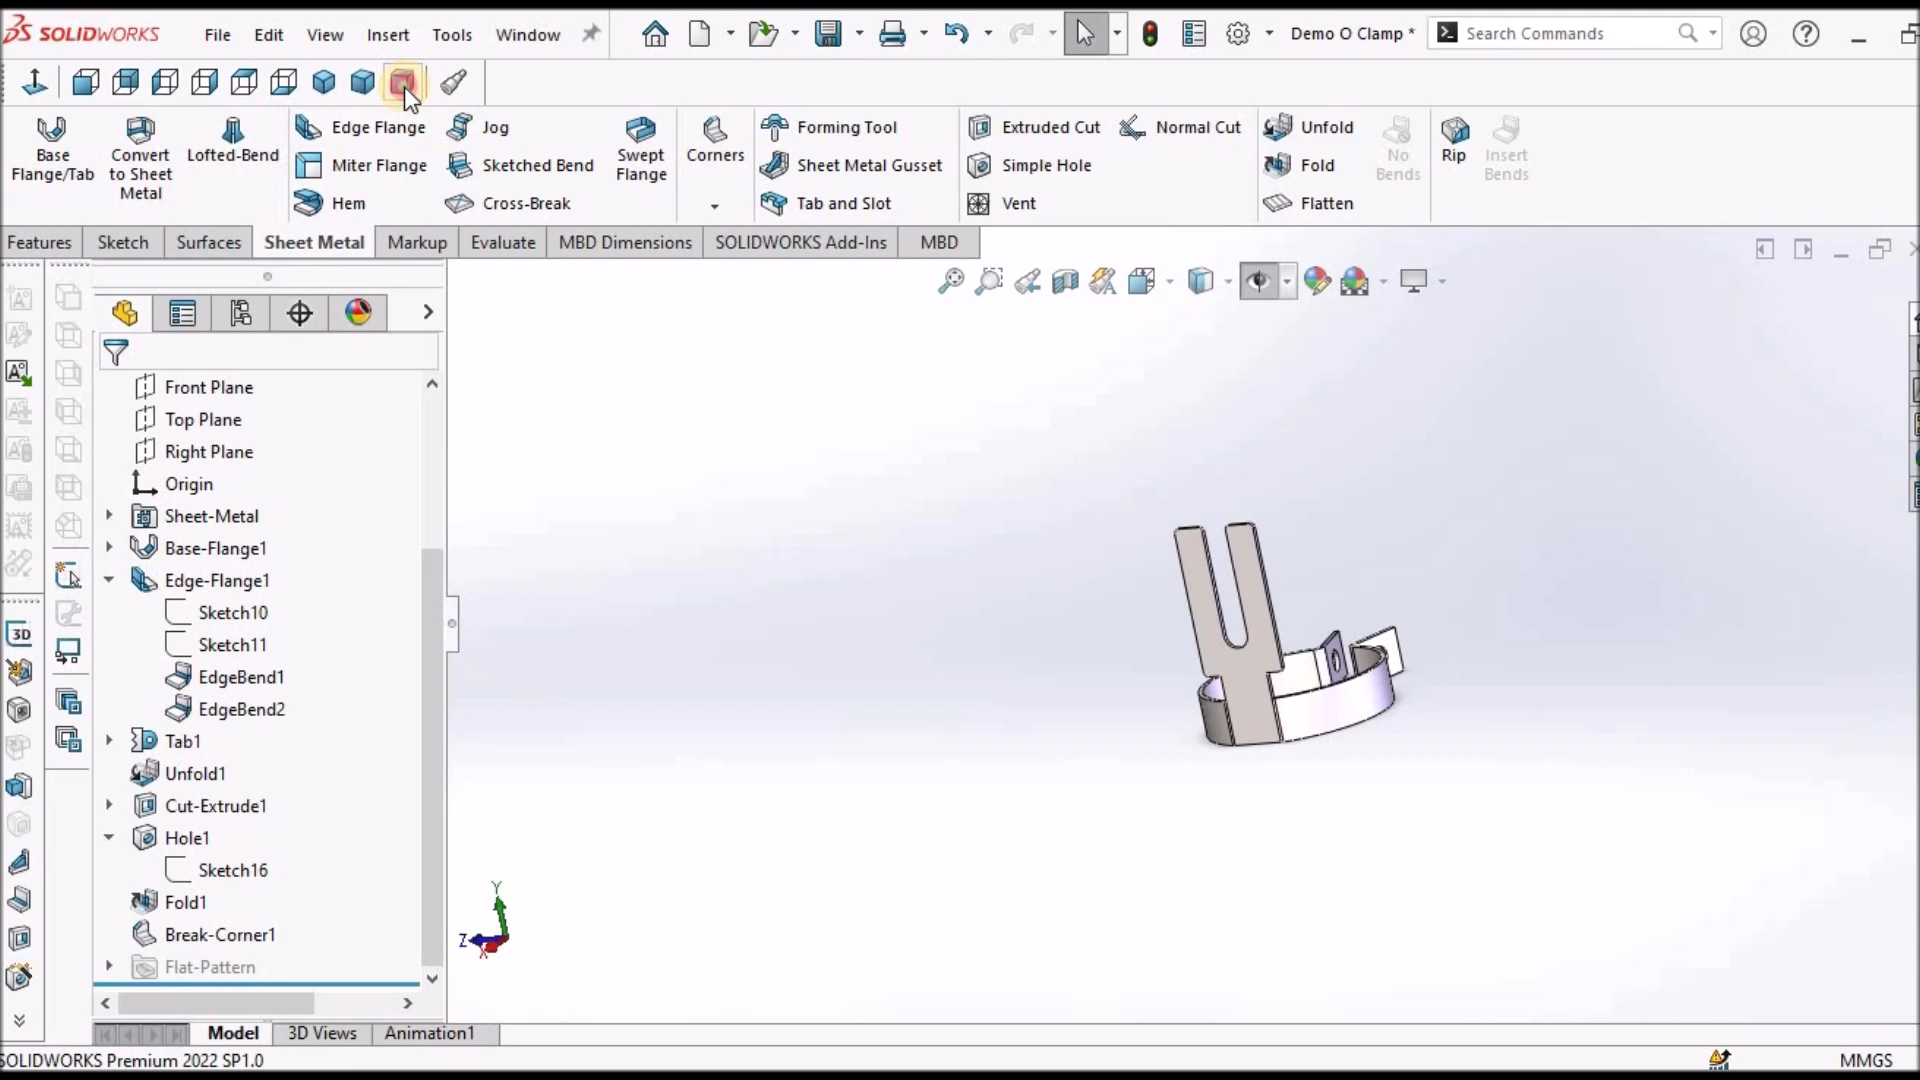 SOLIDWORKS File Edit View Insert Tools Window Demo O Clamp * Search Commands
Base Flange/Tab
Convert to Sheet Metal
Lofted-Bend
Edge Flange
Miter Flange
Hem
Jog
Sketched Bend
Cross-Break
Swept Flange
Corners
Forming Tool
Sheet Metal Gusset
Tab and Slot
Extruded Cut
Simple Hole
Vent
Normal Cut
Unfold
Fold
Flatten
No Bends
Rip
Insert Bends
Features Sketch Surfaces Sheet Metal Markup Evaluate MBD Dimensions SOLIDWORKS Add-Ins MBD
Front Plane
Top Plane
Right Plane
Origin
Sheet-Metal
Base-Flange1
Edge-Flange1
Sketch10
Sketch11
EdgeBend1
EdgeBend2
Tab1
Unfold1
Cut-Extrude1
Hole1
Sketch16
Fold1
Break-Corner1
Flat-Pattern
3D
Y
Z
X
Model 3D Views Animation1
SOLIDWORKS Premium 2022 SP1.0
MMGS